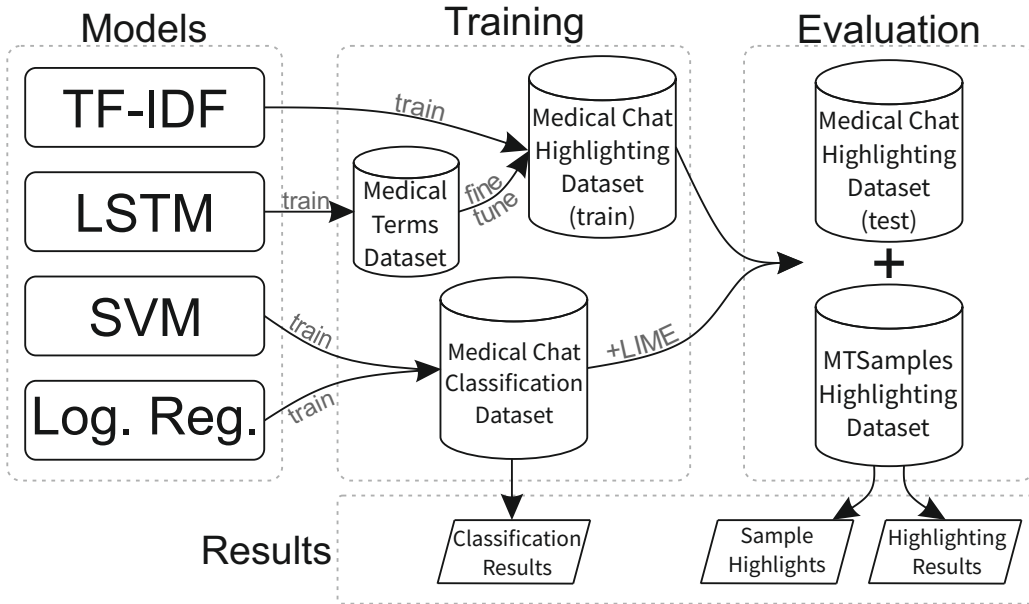 Models
Training
Evaluation
TF-IDF
LSTM
SVM
Log. Reg.
train
train
fine
tune
train
train
Medical Chat
Highlighting
Dataset
(train)
Medical
Terms
Dataset
Medical Chat
Classification
Dataset
+LIME
Medical Chat
Highlighting
Dataset
(test)
+
MTSamples
Highlighting
Dataset
Results
Classification
Results
Sample
Highlights
Highlighting
Results